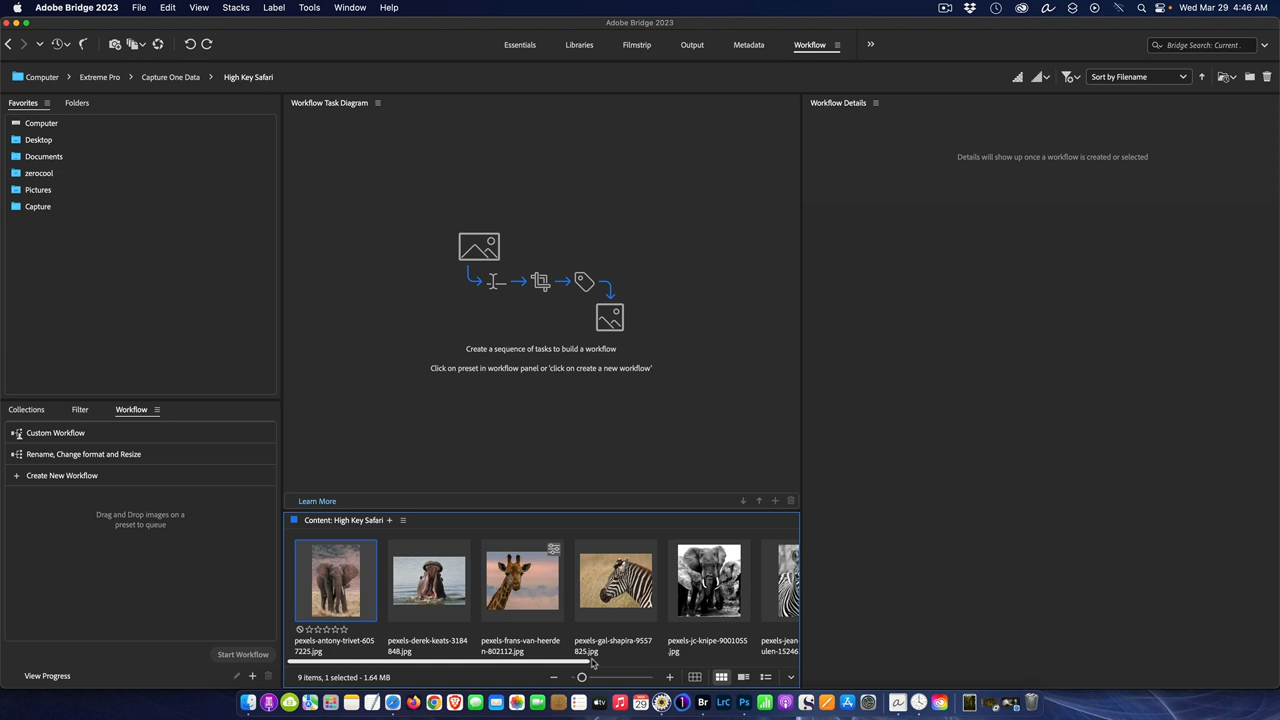 Adobe Bridge 2023 File Edit View Stacks Label Tools Window Help Wed Mar 29 4:46 AM
Adobe Bridge 2023
Essentials Libraries Filmstrip Output Metadata Workflow Bridge Search: Current .
Computer > Extreme Pro > Capture One Data > High Key Safari Sort by Filename
Favorites Folders
Computer
Desktop
Documents
zerocool
Pictures
Capture
Collections Filter Workflow
Custom Workflow
Rename, Change format and Resize
+ Create New Workflow
Drag and Drop images on a
preset to queue
Start Workflow
View Progress
Workflow Task Diagram
Create a sequence of tasks to build a workflow
Click on preset in workflow panel or 'click on create a new workflow'
Learn More
Content: High Key Safari +
pexels-antony-trivet-605
7225.jpg
pexels-derek-keats-3184
848.jpg
pexels-frans-van-heerde
n-802112.jpg
pexels-gal-shapira-9557
825.jpg
pexels-jc-knipe-9001055
.jpg
pexels-jean
ulen-15246
9 items, 1 selected - 1.64 MB
Workflow Details
Details will show up once a workflow is created or selected
29
1
Br
LrC
Ps